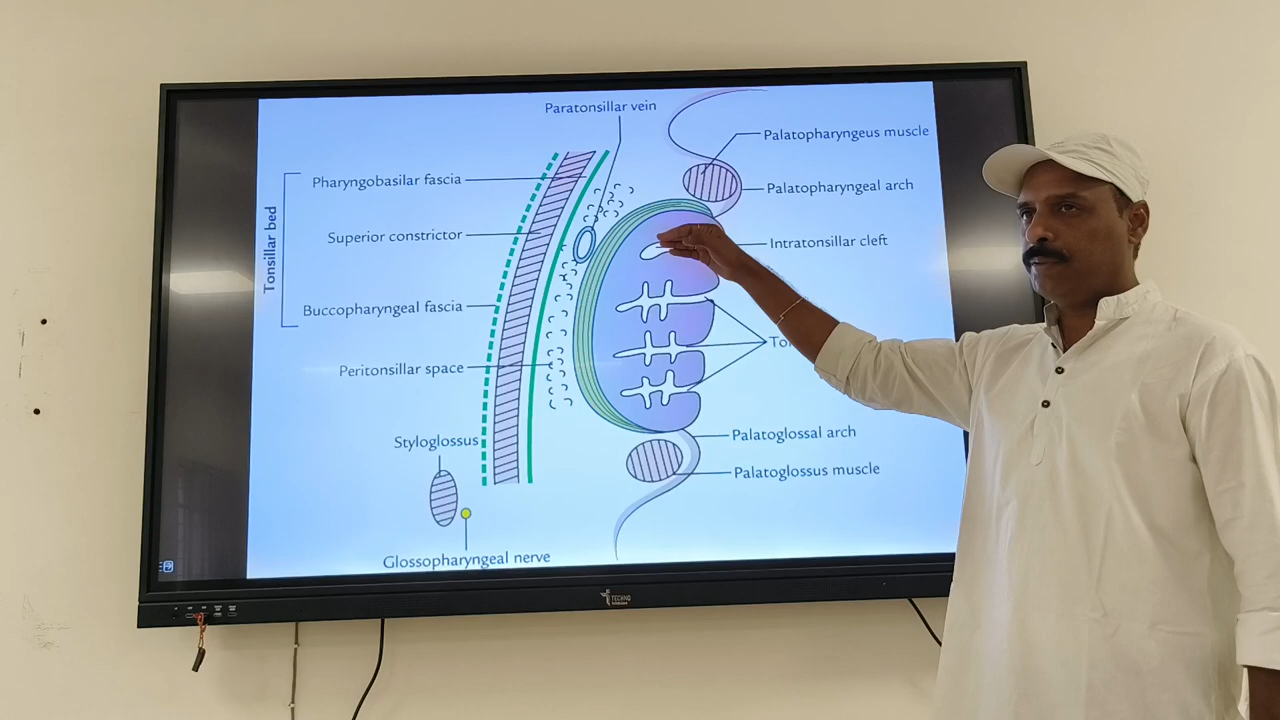 Paratonsillar vein
Palatopharyngeus muscle
Pharyngobasilar fascia
Palatopharyngeal arch
Tonsillar bed
Superior constrictor
Intratonsillar cleft
Buccopharyngeal fascia
Peritonsillar space
Palatoglossal arch
Styloglossus
Palatoglossus muscle
Glossopharyngeal nerve
TECHNO